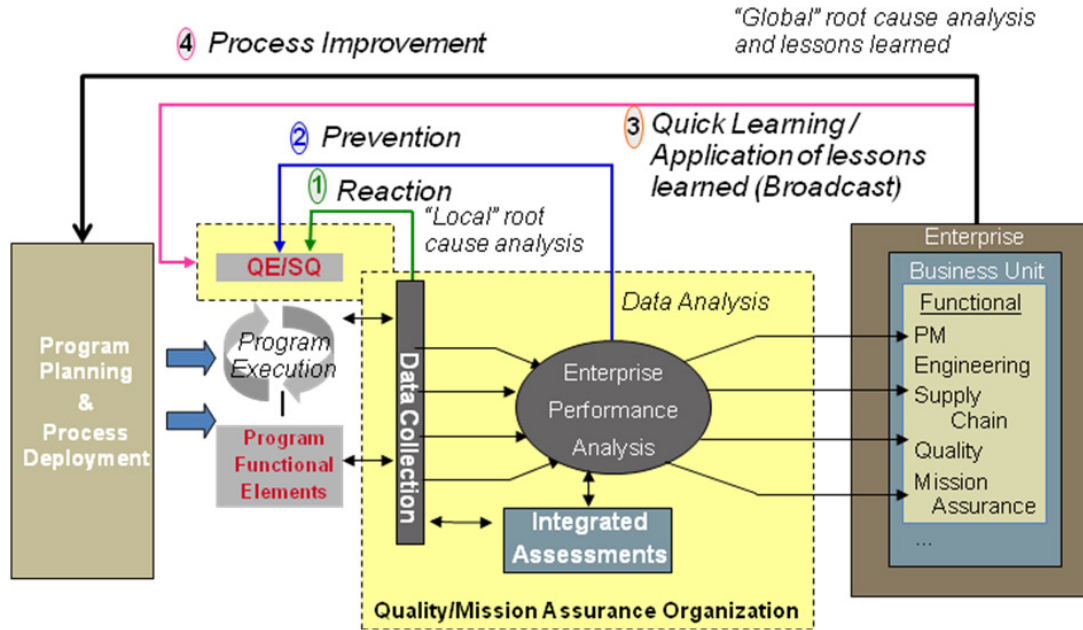 “Global” root cause analysis
and lessons learned
4 Process Improvement
3 Quick Learning /
Application of lessons
learned (Broadcast)
2 Prevention
1 Reaction
“Local” root
cause analysis
Program
Planning
&
Process
Deployment
QE/SQ
Program
Execution
Program
Functional
Elements
Data Collection
Data Analysis
Enterprise
Performance
Analysis
Integrated
Assessments
Quality/Mission Assurance Organization
Enterprise
Business Unit
Functional
PM
Engineering
Supply
Chain
Quality
Mission
Assurance
...